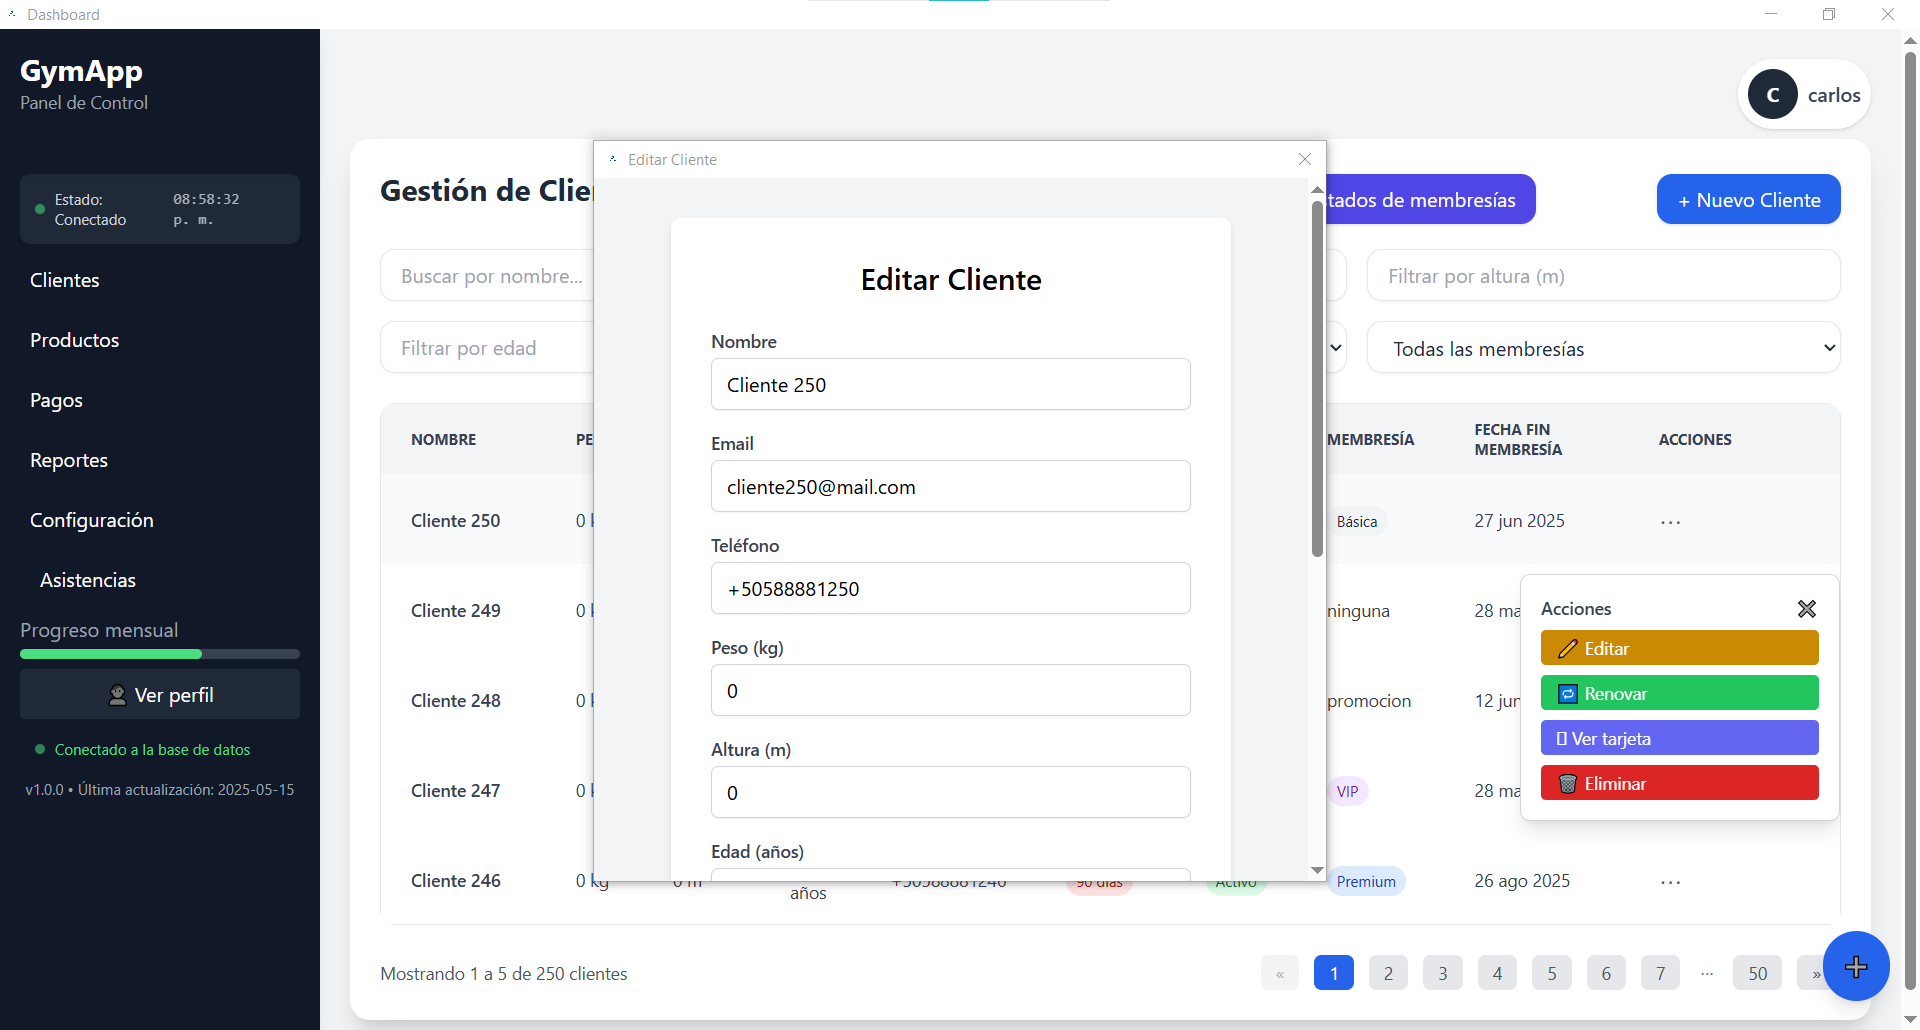 Dashboard
GymApp
Panel de Control
Estado:
Conectado
08:58:32
p. m.
Clientes
Productos
Pagos
Reportes
Configuración
Asistencias
Progreso mensual
Ver perfil
Conectado a la base de datos
v1.0.0 • Última actualización: 2025-05-15
C carlos
Gestión de Clie
tados de membresías
+ Nuevo Cliente
Buscar por nombre...
Filtrar por altura (m)
Filtrar por edad
Todas las membresías
NOMBRE PE MEMBRESÍA FECHA FIN MEMBRESÍA ACCIONES
Cliente 250 0 k Básica 27 jun 2025 ...
Cliente 249 0 k ninguna 28 ma
Cliente 248 0 k promocion 12 jun
Cliente 247 0 k VIP 28 ma
Cliente 246 0 kg 0 m años +50588881246 90 días Activo Premium 26 ago 2025 ...
Acciones
Editar
Renovar
Ver tarjeta
Eliminar
Editar Cliente
Editar Cliente
Nombre
Cliente 250
Email
cliente250@mail.com
Teléfono
+50588881250
Peso (kg)
0
Altura (m)
0
Edad (años)
Mostrando 1 a 5 de 250 clientes
« 1 2 3 4 5 6 7 ... 50 »
+